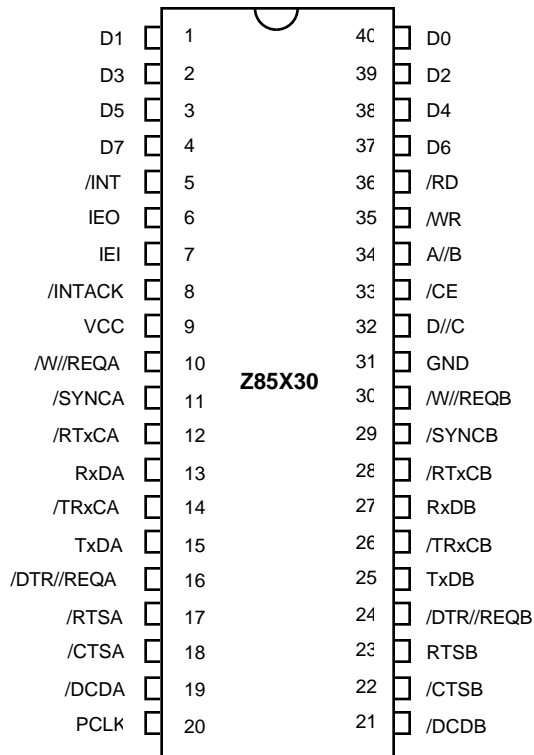 D1 1 40 D0
D3 2 39 D2
D5 3 38 D4
D7 4 37 D6
/INT 5 36 /RD
IEO 6 35 /WR
IEI 7 34 A//B
/INTACK 8 33 /CE
VCC 9 32 D//C
/W//REQA 10 31 GND
Z85X30
/SYNCA 11 30 /W//REQB
/RTxCA 12 29 /SYNCB
RxDA 13 28 /RTxCB
/TRxCA 14 27 RxDB
TxDA 15 26 /TRxCB
/DTR//REQA 16 25 TxDB
/RTSA 17 24 /DTR//REQB
/CTSA 18 23 RTSB
/DCDA 19 22 /CTSB
PCLK 20 21 /DCDB